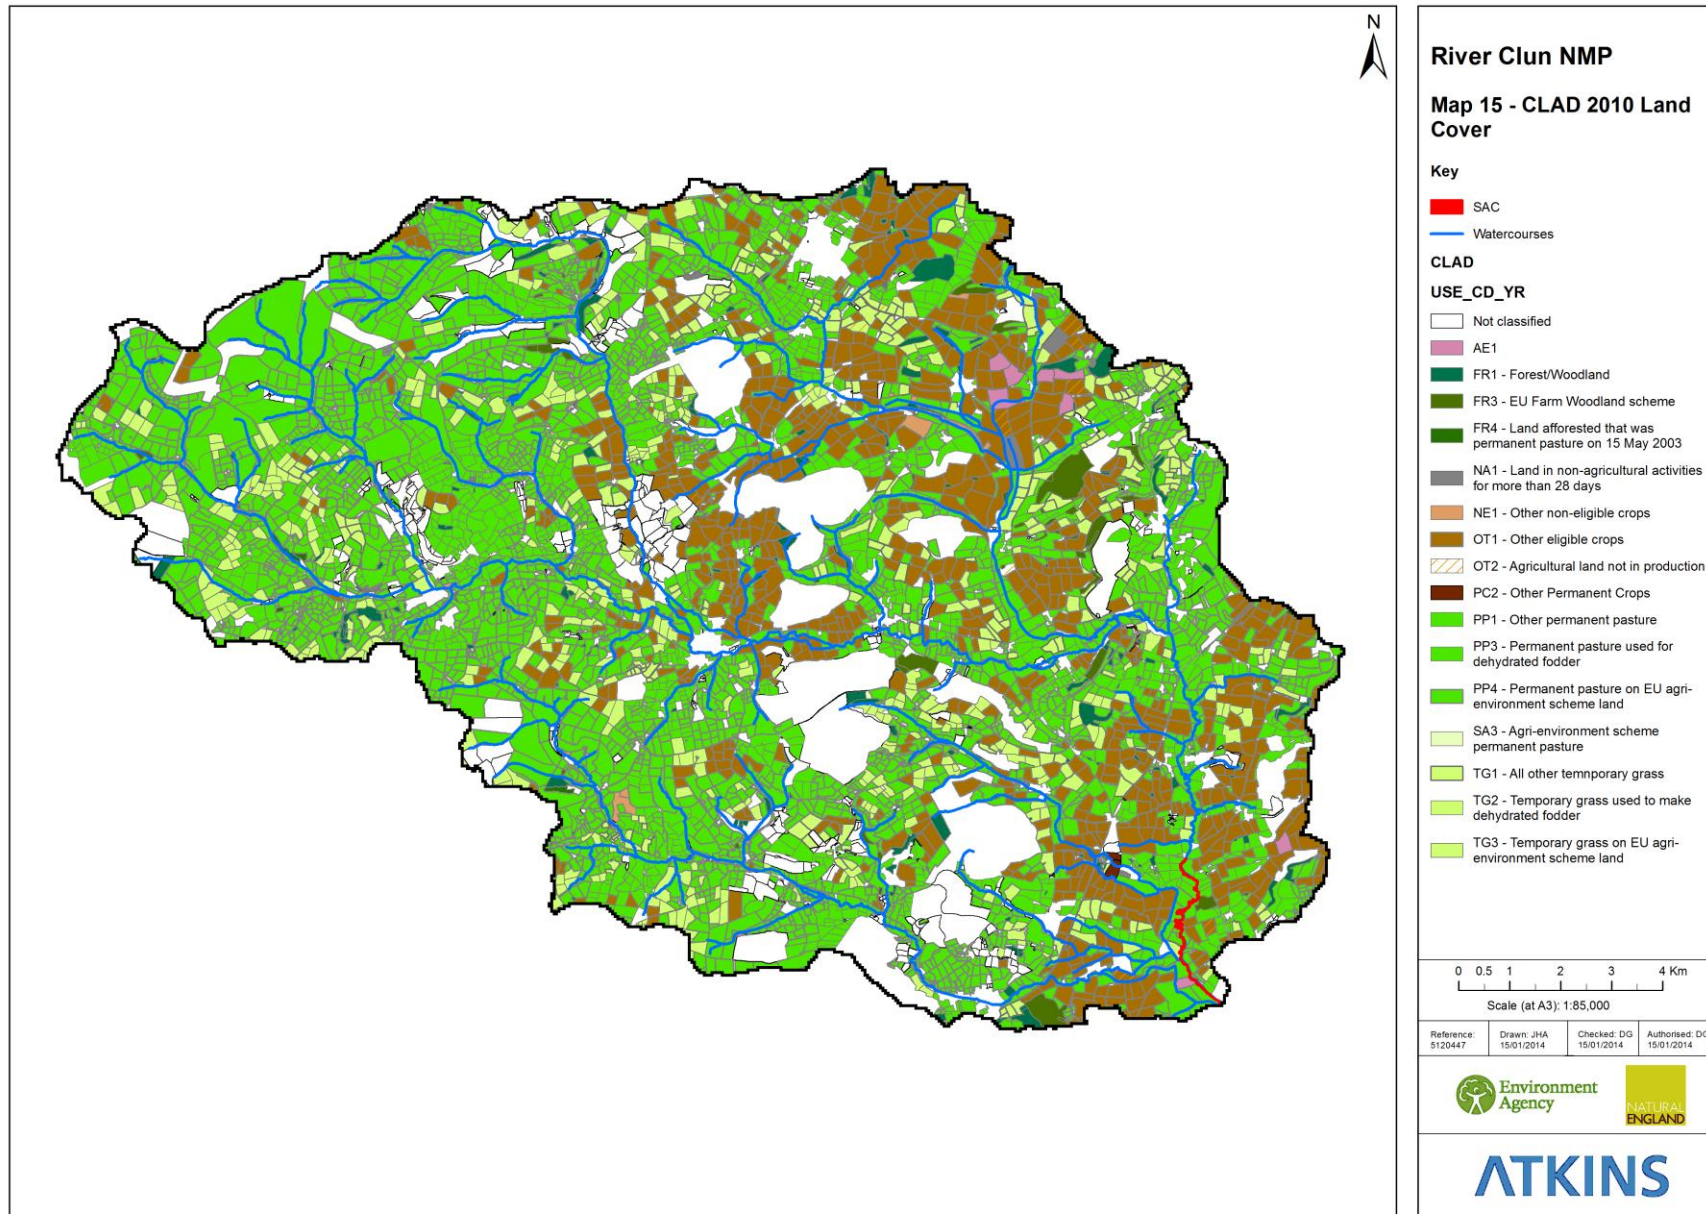 N
River Clun NMP
Map 15 - CLAD 2010 Land
Cover
Key
SAC
Watercourses
CLAD
USE_CD_YR
Not classified
AE1
FR1 - Forest/Woodland
FR3 - EU Farm Woodland scheme
FR4 - Land afforested that was
permanent pasture on 15 May 2003
NA1 - Land in non-agricultural activities
for more than 28 days
NE1 - Other non-eligible crops
OT1 - Other eligible crops
OT2 - Agricultural land not in production
PC2 - Other Permanent Crops
PP1 - Other permanent pasture
PP3 - Permanent pasture used for
dehydrated fodder
PP4 - Permanent pasture on EU agri-
environment scheme land
SA3 - Agri-environment scheme
permanent pasture
TG1 - All other temnporary grass
TG2 - Temporary grass used to make
dehydrated fodder
TG3 - Temporary grass on EU agri-
environment scheme land
0 0.5 1 2 3 4 Km
Scale (at A3): 1:85,000
Reference: Drawn: JHA Checked: DG Authorised: DG
5120447 15/01/2014 15/01/2014 15/01/2014
Environment
Agency
NATURAL
ENGLAND
ATKINS